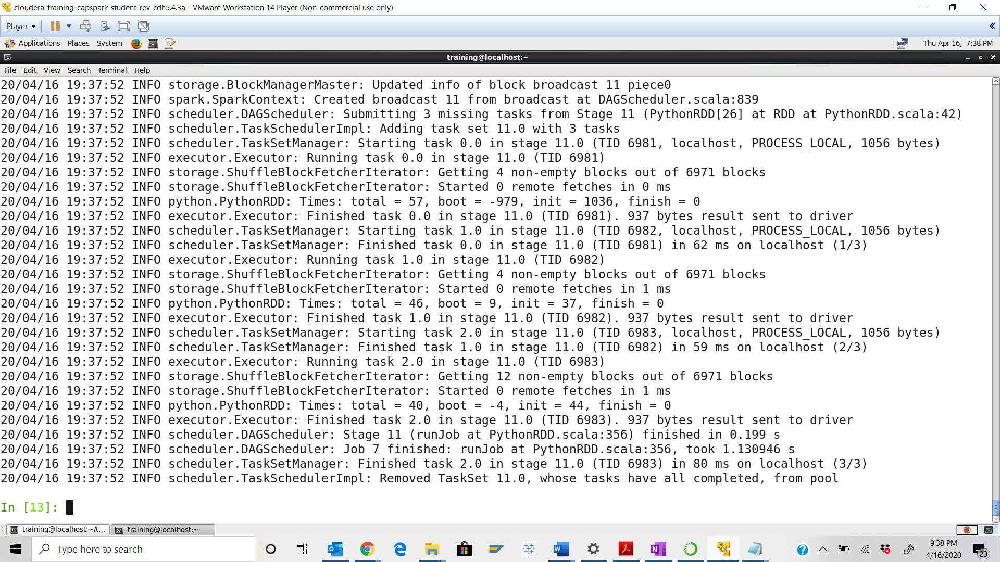 cloudera-training-capspark-student-rev_cdh5.4.3a - VMware Workstation 14 Player (Non-commercial use only)
Player
Applications Places System Thu Apr 16, 7:38 PM
training@localhost:~
File Edit View Search Terminal Help
20/04/16 19:37:52 INFO storage.BlockManagerMaster: Updated info of block broadcast_11_piece0
20/04/16 19:37:52 INFO spark.SparkContext: Created broadcast 11 from broadcast at DAGScheduler.scala:839
20/04/16 19:37:52 INFO scheduler.DAGScheduler: Submitting 3 missing tasks from Stage 11 (PythonRDD[26] at RDD at PythonRDD.scala:42)
20/04/16 19:37:52 INFO scheduler.TaskSchedulerImpl: Adding task set 11.0 with 3 tasks
20/04/16 19:37:52 INFO scheduler.TaskSetManager: Starting task 0.0 in stage 11.0 (TID 6981, localhost, PROCESS_LOCAL, 1056 bytes)
20/04/16 19:37:52 INFO executor.Executor: Running task 0.0 in stage 11.0 (TID 6981)
20/04/16 19:37:52 INFO storage.ShuffleBlockFetcherIterator: Getting 4 non-empty blocks out of 6971 blocks
20/04/16 19:37:52 INFO storage.ShuffleBlockFetcherIterator: Started 0 remote fetches in 0 ms
20/04/16 19:37:52 INFO python.PythonRDD: Times: total = 57, boot = -979, init = 1036, finish = 0
20/04/16 19:37:52 INFO executor.Executor: Finished task 0.0 in stage 11.0 (TID 6981). 937 bytes result sent to driver
20/04/16 19:37:52 INFO scheduler.TaskSetManager: Starting task 1.0 in stage 11.0 (TID 6982, localhost, PROCESS_LOCAL, 1056 bytes)
20/04/16 19:37:52 INFO scheduler.TaskSetManager: Finished task 0.0 in stage 11.0 (TID 6981) in 62 ms on localhost (1/3)
20/04/16 19:37:52 INFO executor.Executor: Running task 1.0 in stage 11.0 (TID 6982)
20/04/16 19:37:52 INFO storage.ShuffleBlockFetcherIterator: Getting 4 non-empty blocks out of 6971 blocks
20/04/16 19:37:52 INFO storage.ShuffleBlockFetcherIterator: Started 0 remote fetches in 1 ms
20/04/16 19:37:52 INFO python.PythonRDD: Times: total = 46, boot = 9, init = 37, finish = 0
20/04/16 19:37:52 INFO executor.Executor: Finished task 1.0 in stage 11.0 (TID 6982). 937 bytes result sent to driver
20/04/16 19:37:52 INFO scheduler.TaskSetManager: Starting task 2.0 in stage 11.0 (TID 6983, localhost, PROCESS_LOCAL, 1056 bytes)
20/04/16 19:37:52 INFO scheduler.TaskSetManager: Finished task 1.0 in stage 11.0 (TID 6982) in 59 ms on localhost (2/3)
20/04/16 19:37:52 INFO executor.Executor: Running task 2.0 in stage 11.0 (TID 6983)
20/04/16 19:37:52 INFO storage.ShuffleBlockFetcherIterator: Getting 12 non-empty blocks out of 6971 blocks
20/04/16 19:37:52 INFO storage.ShuffleBlockFetcherIterator: Started 0 remote fetches in 1 ms
20/04/16 19:37:52 INFO python.PythonRDD: Times: total = 40, boot = -4, init = 44, finish = 0
20/04/16 19:37:52 INFO executor.Executor: Finished task 2.0 in stage 11.0 (TID 6983). 937 bytes result sent to driver
20/04/16 19:37:52 INFO scheduler.DAGScheduler: Stage 11 (runJob at PythonRDD.scala:356) finished in 0.199 s
20/04/16 19:37:52 INFO scheduler.DAGScheduler: Job 7 finished: runJob at PythonRDD.scala:356, took 1.130946 s
20/04/16 19:37:52 INFO scheduler.TaskSetManager: Finished task 2.0 in stage 11.0 (TID 6983) in 80 ms on localhost (3/3)
20/04/16 19:37:52 INFO scheduler.TaskSchedulerImpl: Removed TaskSet 11.0, whose tasks have all completed, from pool
In [13]:
training@localhost:~/t... training@localhost:~
Type here to search
9:38 PM
4/16/2020
23